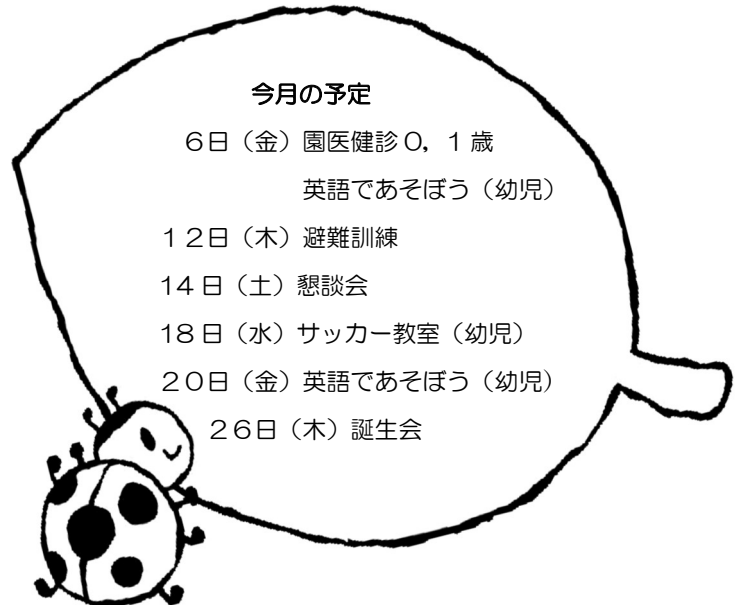 今月の予定
6日（金）園医健診０，１歳
英語であそぼう（幼児）
１２日（木）避難訓練
14日（土）懇談会
18日（水）サッカー教室（幼児）
２０日（金）英語であそぼう（幼児）
２６日（木）誕生会